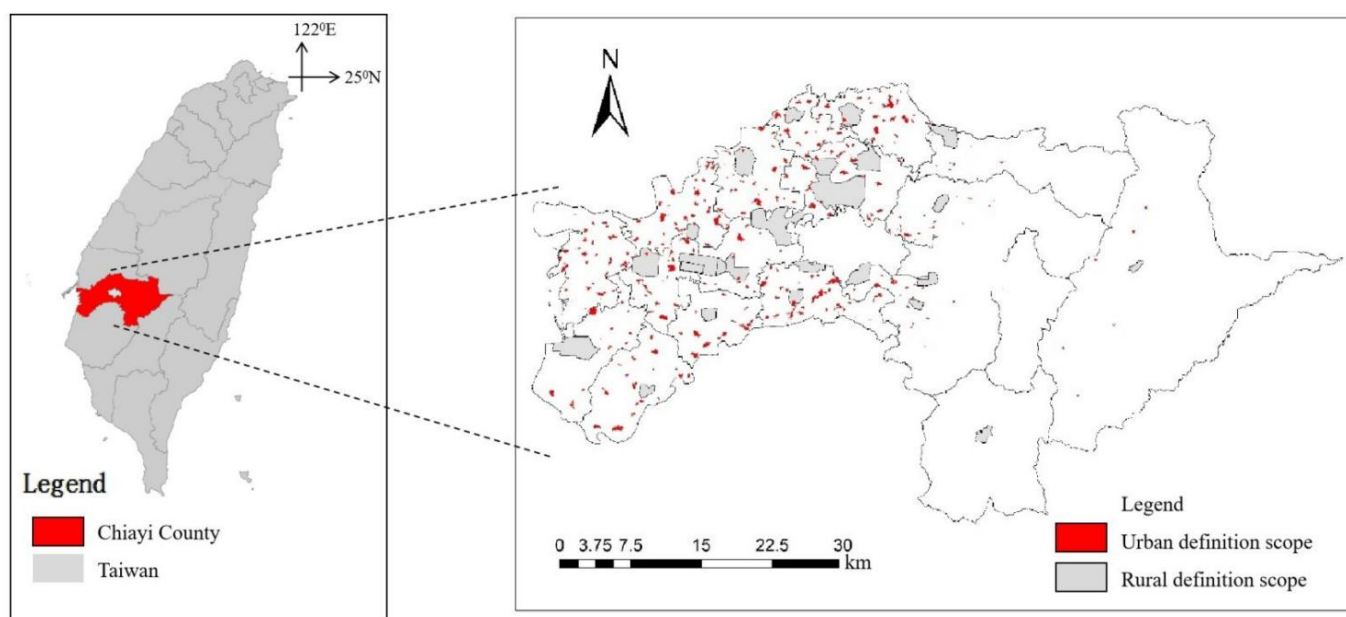 122⁰E
25⁰N
Legend
Chiayi County
Taiwan
N
0 3.75 7.5 15 22.5 30
km
Legend
Urban definition scope
Rural definition scope